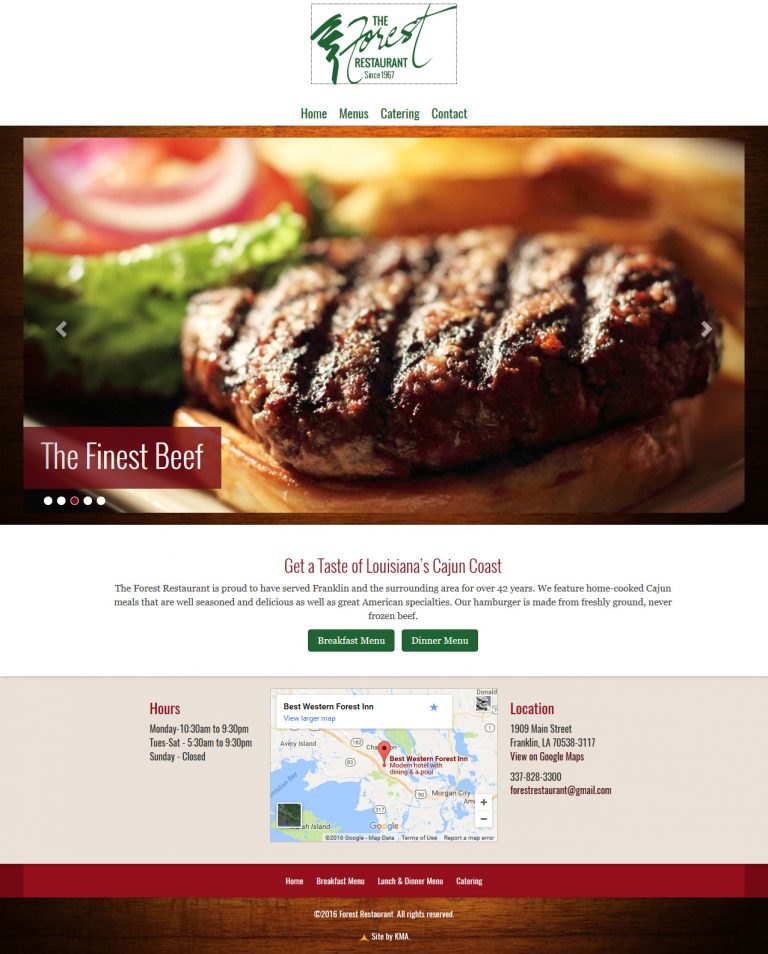 THE
Forest
RESTAURANT
Since 1967
Home Menus Catering Contact
The Finest Beef
Get a Taste of Louisiana's Cajun Coast
The Forest Restaurant is proud to have served Franklin and the surrounding area for over 42 years. We feature home-cooked Cajun
meals that are well seasoned and delicious as well as great American specialties. Our hamburger is made from freshly ground, never
frozen beef.
Breakfast Menu Dinner Menu
Hours
Monday-10:30am to 9:30pm
Tues-Sat - 5:30am to 9:30pm
Sunday - Closed
Best Western Forest Inn
View larger map
Donald
Avery Island
182
83
1
Best Western Forest Inn
Modern hotel with
dining & a pool
90
Morgan City
317
Island
Google
©2016 Google - Map Data Terms of Use Report a map error
Location
1909 Main Street
Franklin, LA 70538-3117
View on Google Maps
337-828-3300
forestrestaurant@gmail.com
Home Breakfast Menu Lunch & Dinner Menu Catering
©2016 Forest Restaurant. All rights reserved.
Site by KMA.